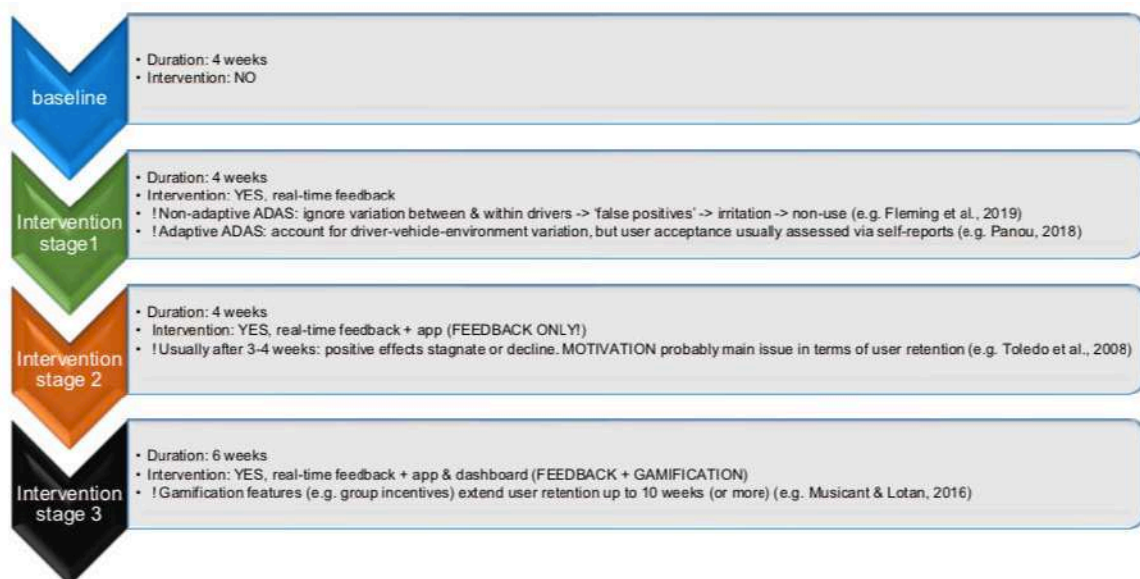 baseline
• Duration: 4 weeks
• Intervention: NO
Intervention
stage1
• Duration: 4 weeks
• Intervention: YES, real-time feedback
• ! Non-adaptive ADAS: ignore variation between & within drivers -> 'false positives' -> irritation -> non-use (e.g. Fleming et al., 2019)
• ! Adaptive ADAS: account for driver-vehicle-environment variation, but user acceptance usually assessed via self-reports (e.g. Panou, 2018)
Intervention
stage 2
• Duration: 4 weeks
• Intervention: YES, real-time feedback + app (FEEDBACK ONLY!)
• ! Usually after 3-4 weeks: positive effects stagnate or decline. MOTIVATION probably main issue in terms of user retention (e.g. Toledo et al., 2008)
Intervention
stage 3
• Duration: 6 weeks
• Intervention: YES, real-time feedback + app & dashboard (FEEDBACK + GAMIFICATION)
• ! Gamification features (e.g. group incentives) extend user retention up to 10 weeks (or more) (e.g. Musicant & Lotan, 2016)